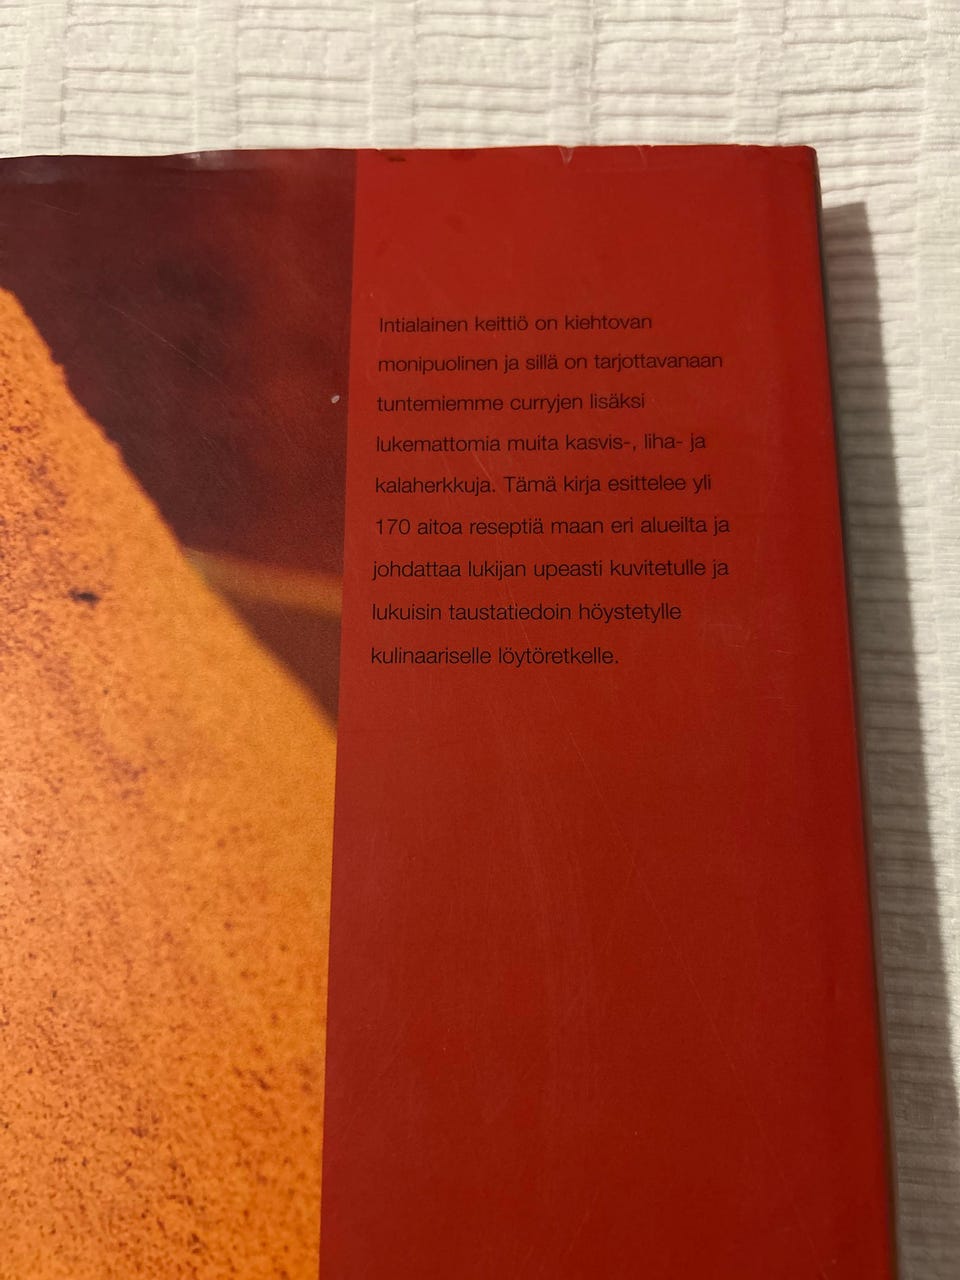 Intialainen keittiö on kiehtovan
monipuolinen ja sillä on tarjottavanaan
tuntemiemme curryjen lisäksi
lukemattomia muita kasvis-, liha- ja
kalaherkkuja. Tämä kirja esittelee yli
170 aitoa reseptiä maan eri alueilta ja
johdattaa lukijan upeasti kuvitetulle ja
lukuisin taustatiedoin höystetylle
kulinaariselle löytöretkelle.